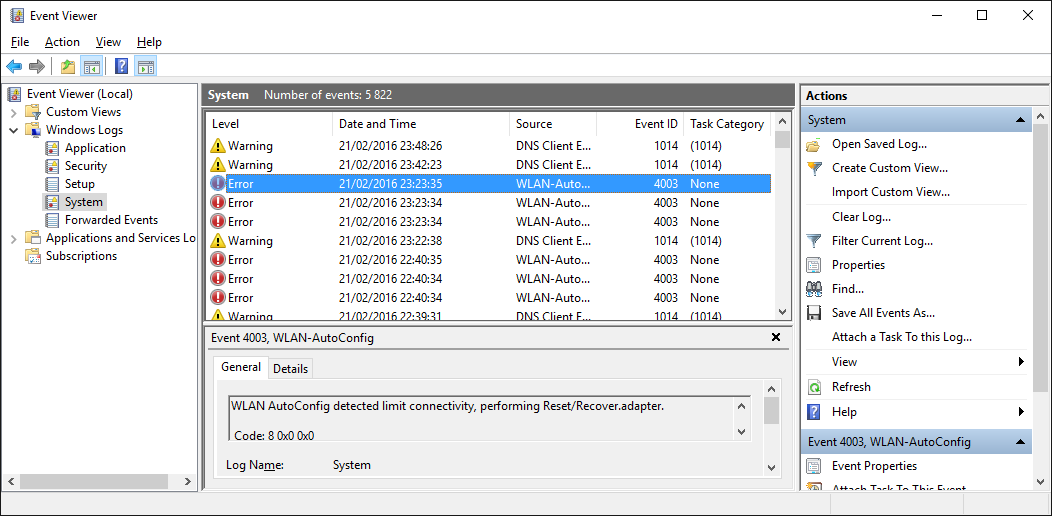 Event Viewer
File Action View Help
Event Viewer (Local)
Custom Views
Windows Logs
Application
Security
Setup
System
Forwarded Events
Applications and Services Lo
Subscriptions
System Number of events: 5 822
Level Date and Time Source Event ID Task Category
Warning 21/02/2016 23:48:26 DNS Client E... 1014 (1014)
Warning 21/02/2016 23:42:23 DNS Client E... 1014 (1014)
Error 21/02/2016 23:23:35 WLAN-Auto... 4003 None
Error 21/02/2016 23:23:34 WLAN-Auto... 4003 None
Error 21/02/2016 23:23:34 WLAN-Auto... 4003 None
Warning 21/02/2016 23:22:38 DNS Client E... 1014 (1014)
Error 21/02/2016 22:40:35 WLAN-Auto... 4003 None
Error 21/02/2016 22:40:34 WLAN-Auto... 4003 None
Error 21/02/2016 22:40:34 WLAN-Auto... 4003 None
Warning 21/02/2016 22:39:31 DNS Client E... 1014 (1014)
Event 4003, WLAN-AutoConfig
General Details
WLAN AutoConfig detected limit connectivity, performing Reset/Recover.adapter.
Code: 8 0x0 0x0
Log Name: System
Actions
System
Open Saved Log...
Create Custom View...
Import Custom View...
Clear Log...
Filter Current Log...
Properties
Find...
Save All Events As...
Attach a Task To this Log...
View
Refresh
Help
Event 4003, WLAN-AutoConfig
Event Properties
Attach Task To This Event